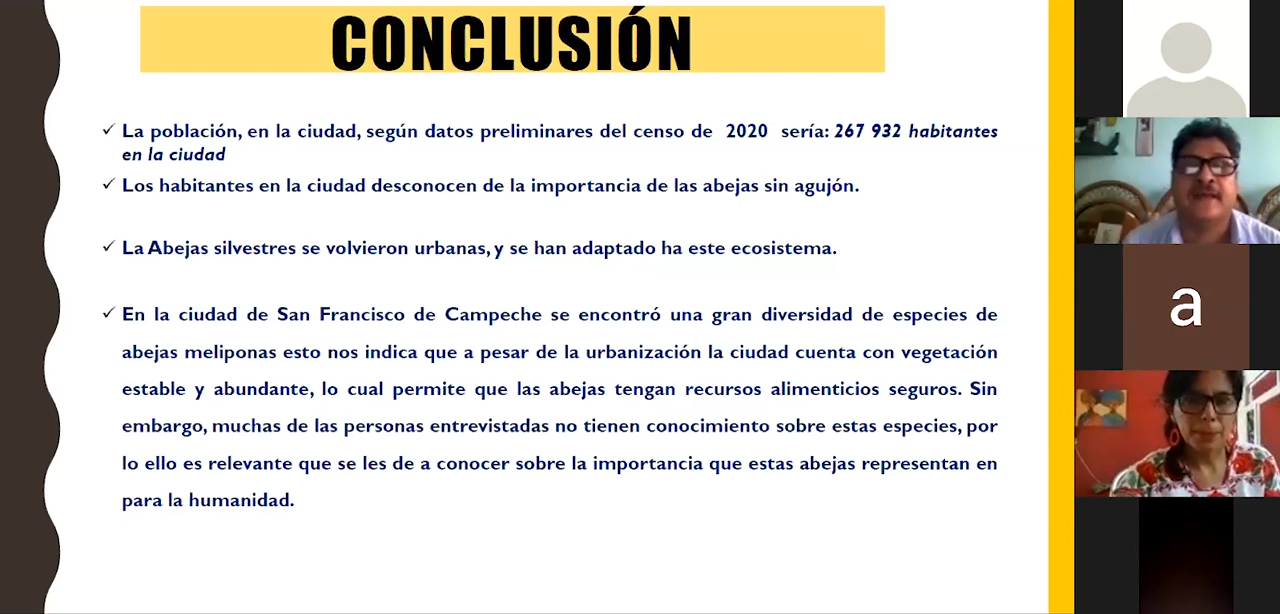 CONCLUSIÓN
✓ La población, en la ciudad, según datos preliminares del censo de 2020 sería: 267 932 habitantes
en la ciudad
✓ Los habitantes en la ciudad desconocen de la importancia de las abejas sin agujón.
✓ La Abejas silvestres se volvieron urbanas, y se han adaptado ha este ecosistema.
✓ En la ciudad de San Francisco de Campeche se encontró una gran diversidad de especies de
abejas meliponas esto nos indica que a pesar de la urbanización la ciudad cuenta con vegetación
estable y abundante, lo cual permite que las abejas tengan recursos alimenticios seguros. Sin
embargo, muchas de las personas entrevistadas no tienen conocimiento sobre estas especies, por
lo ello es relevante que se les de a conocer sobre la importancia que estas abejas representan en
para la humanidad.
a